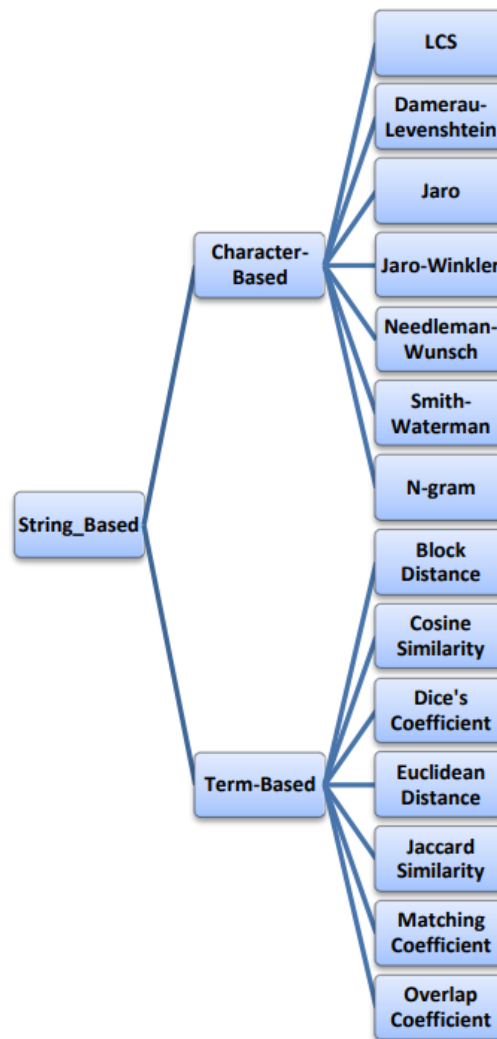 LCS
Damerau-
Levenshtein
Jaro
Character-
Based
Jaro-Winkler
Needleman-
Wunsch
Smith-
Waterman
N-gram
String_Based
Block
Distance
Cosine
Similarity
Dice's
Coefficient
Term-Based
Euclidean
Distance
Jaccard
Similarity
Matching
Coefficient
Overlap
Coefficient